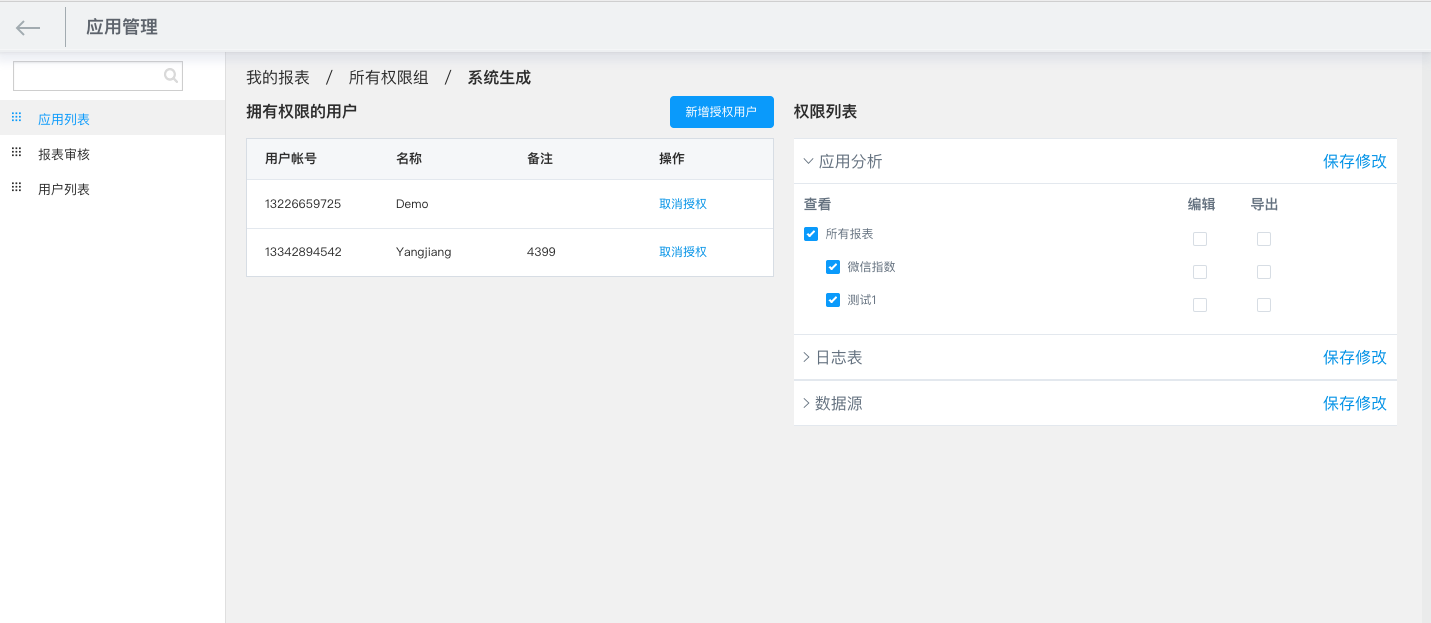 应用管理
应用列表
报表审核
用户列表
我的报表 / 所有权限组 / 系统生成
拥有权限的用户
新增授权用户
用户帐号 名称 备注 操作
13226659725 Demo 取消授权
13342894542 Yangjiang 4399 取消授权
权限列表
应用分析 保存修改
查看 编辑 导出
所有报表
微信指数
测试1
日志表 保存修改
数据源 保存修改